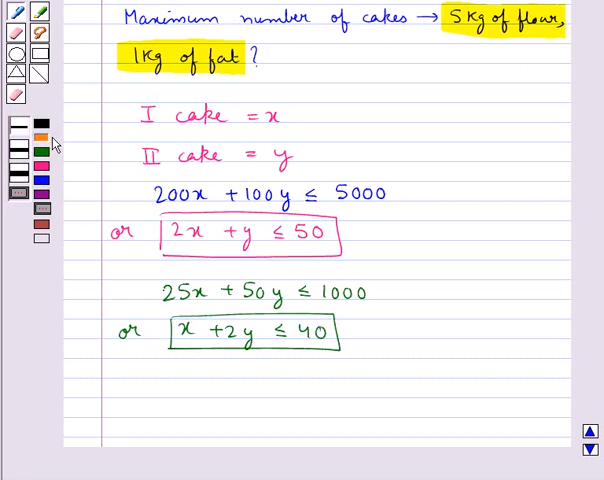 Maximum number of cakes → 5 Kg of flour,
1 Kg of fat ?
I cake = x
II cake = y
200x + 100y ≤ 5000
or 2x + y ≤ 50
25x + 50y ≤ 1000
or x + 2y ≤ 40